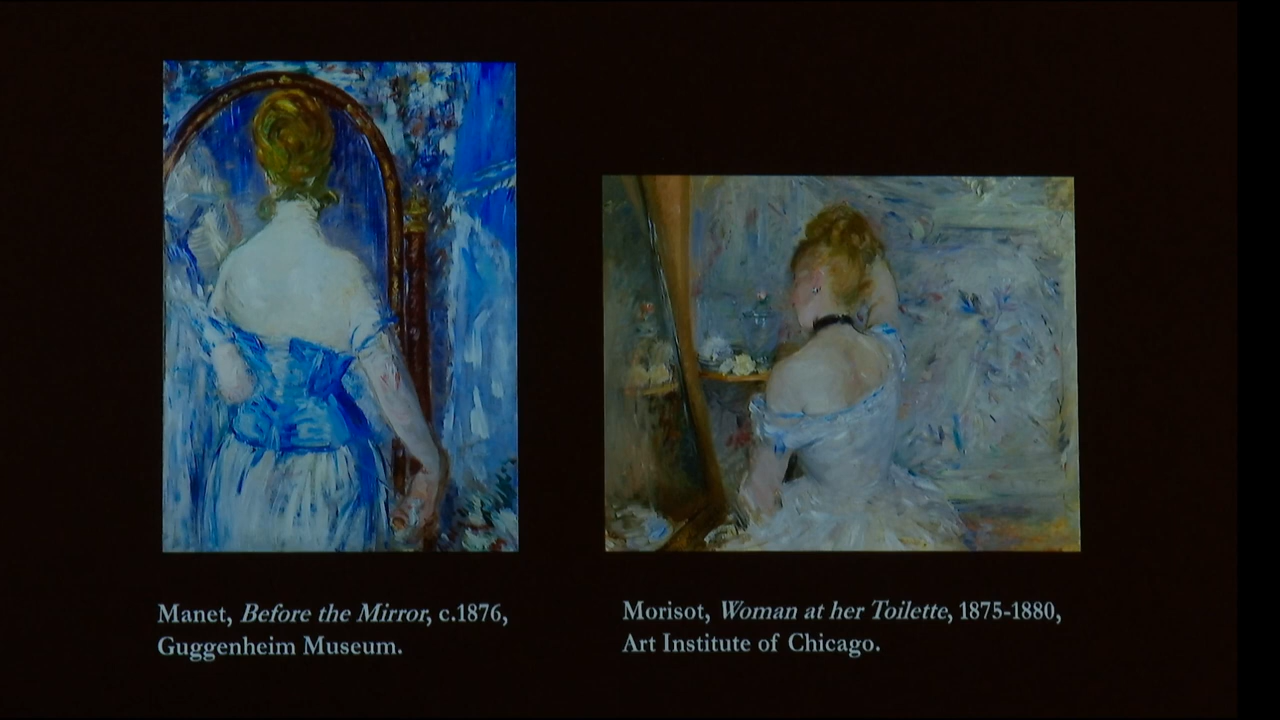 Manet, Before the Mirror, c.1876,
Guggenheim Museum.
Morisot, Woman at her Toilette, 1875-1880,
Art Institute of Chicago.